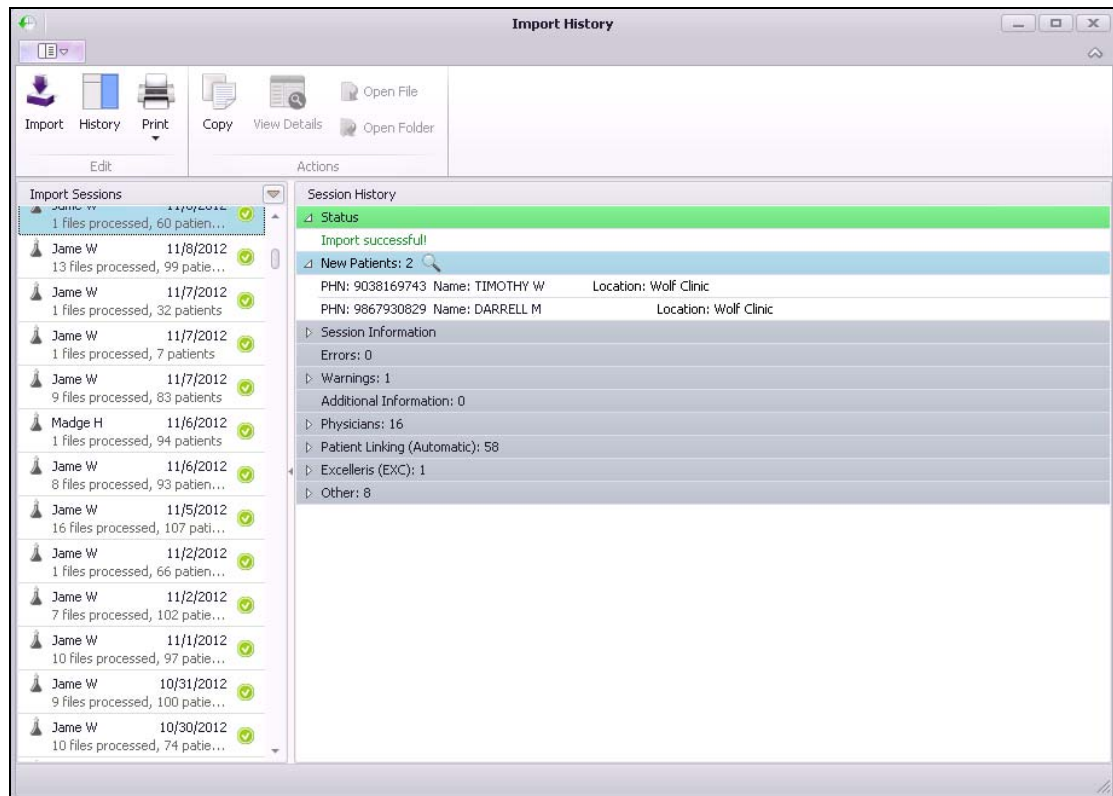 Import History
Import
History
Print
Copy
View Details
Open File
Open Folder
Edit
Actions
Import Sessions
Jame W 11/8/2012
1 files processed, 60 patien...
Jame W 11/8/2012
13 files processed, 99 patie...
Jame W 11/7/2012
1 files processed, 32 patients
Jame W 11/7/2012
1 files processed, 7 patients
Jame W 11/7/2012
9 files processed, 83 patients
Madge H 11/6/2012
1 files processed, 94 patients
Jame W 11/6/2012
8 files processed, 93 patien...
Jame W 11/5/2012
16 files processed, 107 pati...
Jame W 11/2/2012
1 files processed, 66 patien...
Jame W 11/2/2012
7 files processed, 102 patie...
Jame W 11/1/2012
10 files processed, 97 patie...
Jame W 10/31/2012
9 files processed, 100 patie...
Jame W 10/30/2012
10 files processed, 74 patie...
Session History
Status
Import successful!
New Patients: 2
PHN: 9038169743 Name: TIMOTHY W Location: Wolf Clinic
PHN: 9867930829 Name: DARRELL M Location: Wolf Clinic
Session Information
Errors: 0
Warnings: 1
Additional Information: 0
Physicians: 16
Patient Linking (Automatic): 58
Excelleris (EXC): 1
Other: 8